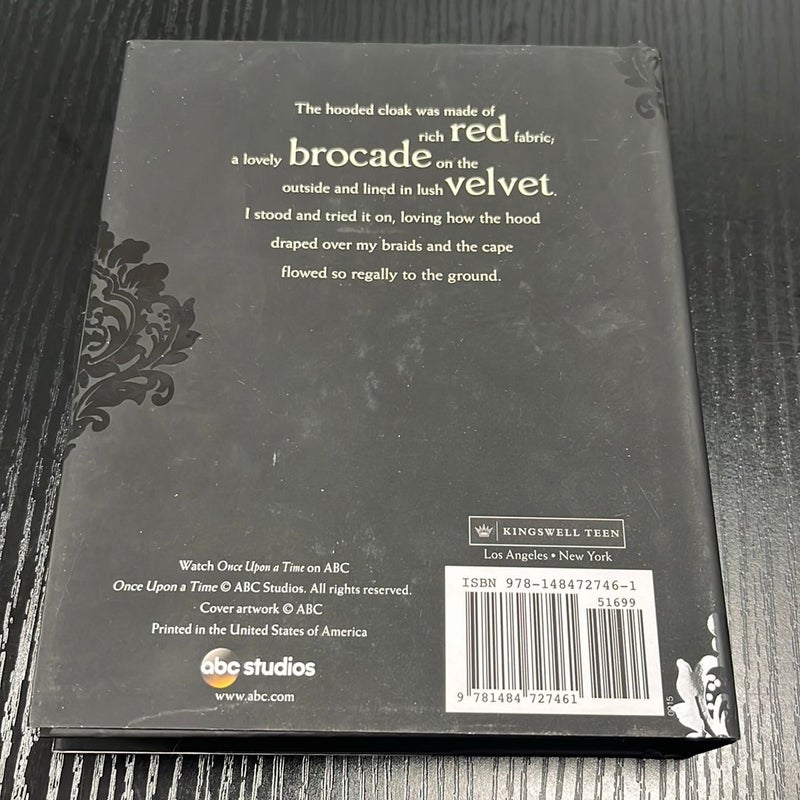 The hooded cloak was made of
rich red fabric;
a lovely brocade on the
outside and lined in lush velvet.
I stood and tried it on, loving how the hood
draped over my braids and the cape
flowed so regally to the ground.
KINGSWELL TEEN
Los Angeles • New York
Watch Once Upon a Time on ABC
Once Upon a Time © ABC Studios. All rights reserved.
Cover artwork © ABC
Printed in the United States of America
abc studios
www.abc.com
ISBN 978-148472746-1
51699
9 781484 727461
0915